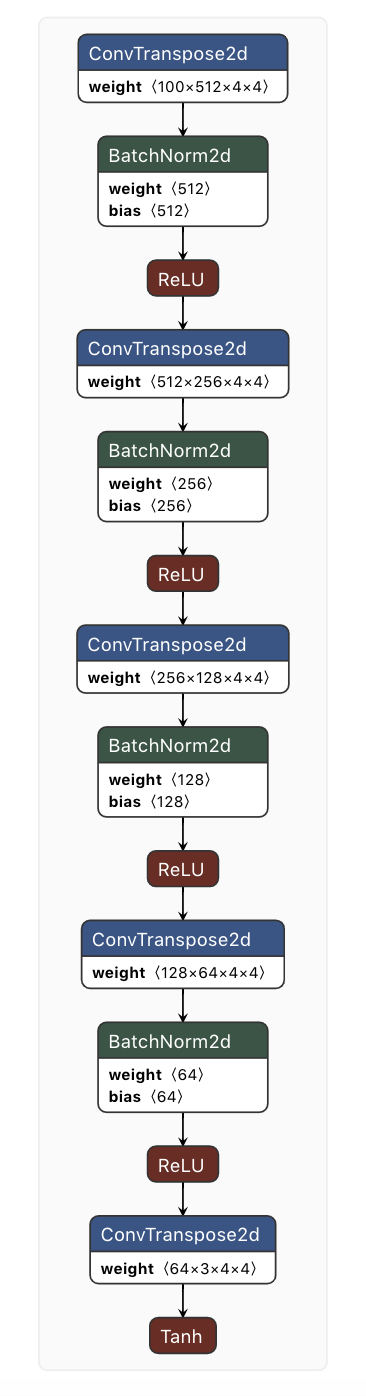 ConvTranspose2d
weight 〈100×512×4×4〉
BatchNorm2d
weight 〈512〉
bias 〈512〉
ReLU
ConvTranspose2d
weight 〈512×256×4×4〉
BatchNorm2d
weight 〈256〉
bias 〈256〉
ReLU
ConvTranspose2d
weight 〈256×128×4×4〉
BatchNorm2d
weight 〈128〉
bias 〈128〉
ReLU
ConvTranspose2d
weight 〈128×64×4×4〉
BatchNorm2d
weight 〈64〉
bias 〈64〉
ReLU
ConvTranspose2d
weight 〈64×3×4×4〉
Tanh